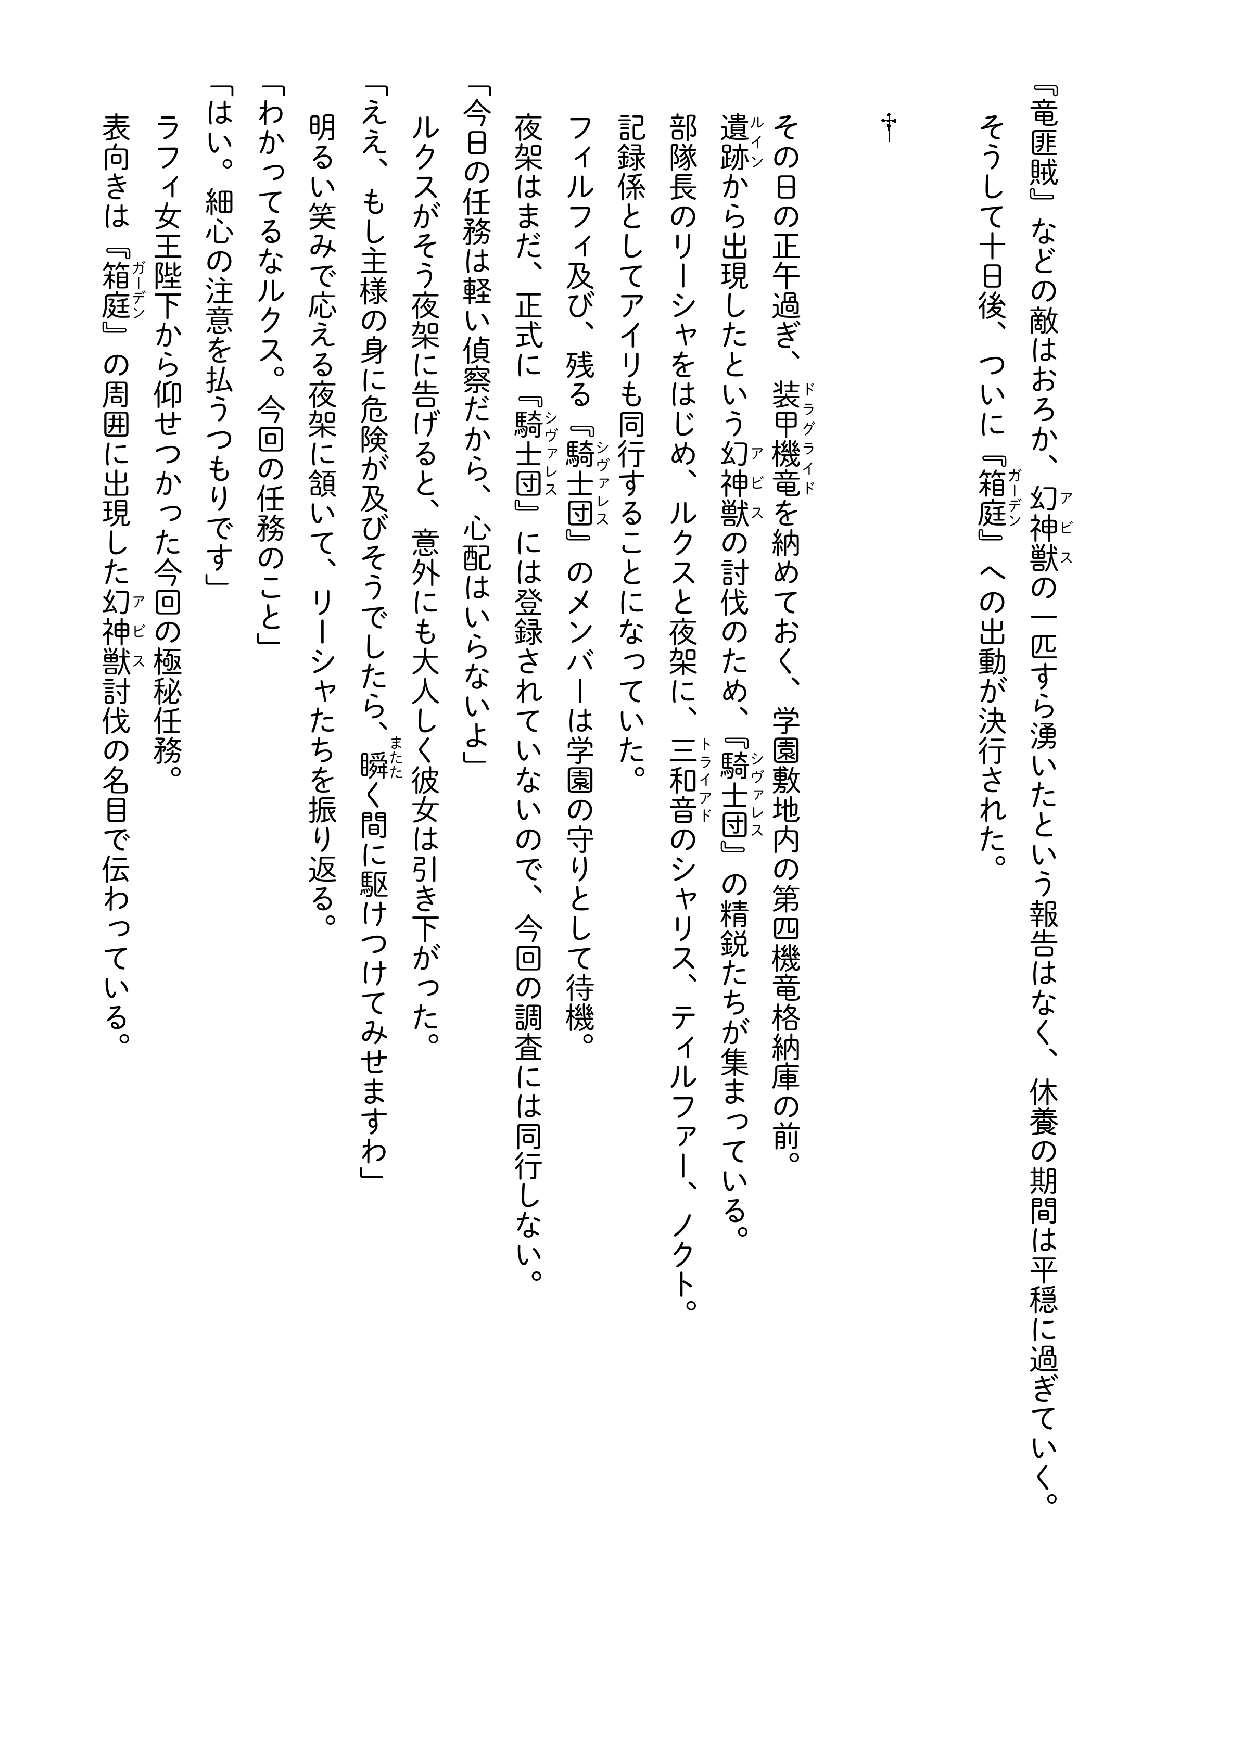 『竜匪賊』などの敵はおろか、幻神獣の一匹すら湧いたという報告はなく、休養の期間は平穏に過ぎていく。
そうして十日後、ついに『箱庭』への出動が決行された。
†
その日の正午過ぎ、装甲機竜を納めておく、学園敷地内の第四機竜格納庫の前。
遺跡から出現したという幻神獣の討伐のため、『騎士団』の精鋭たちが集まっている。
部隊長のリーシャをはじめ、ルクスと夜架に、三和音のシャリス、ティルファー、ノクト。
記録係としてアイリも同行することになっていた。
フィルフィ及び、残る『騎士団』のメンバーは学園の守りとして待機。
夜架はまだ、正式に『騎士団』には登録されていないので、今回の調査には同行しない。
「今日の任務は軽い偵察だから、心配はいらないよ」
ルクスがそう夜架に告げると、意外にも大人しく彼女は引き下がった。
「ええ、もし主様の身に危険が及びそうでしたら、瞬く間に駆けつけてみせますわ」
明るい笑みで応える夜架に頷いて、リーシャたちを振り返る。
「わかってるなルクス。今回の任務のこと」
「はい。細心の注意を払うつもりです」
ラフィ女王陛下から仰せつかった今回の極秘任務。
表向きは『箱庭』の周囲に出現した幻神獣討伐の名目で伝わっている。